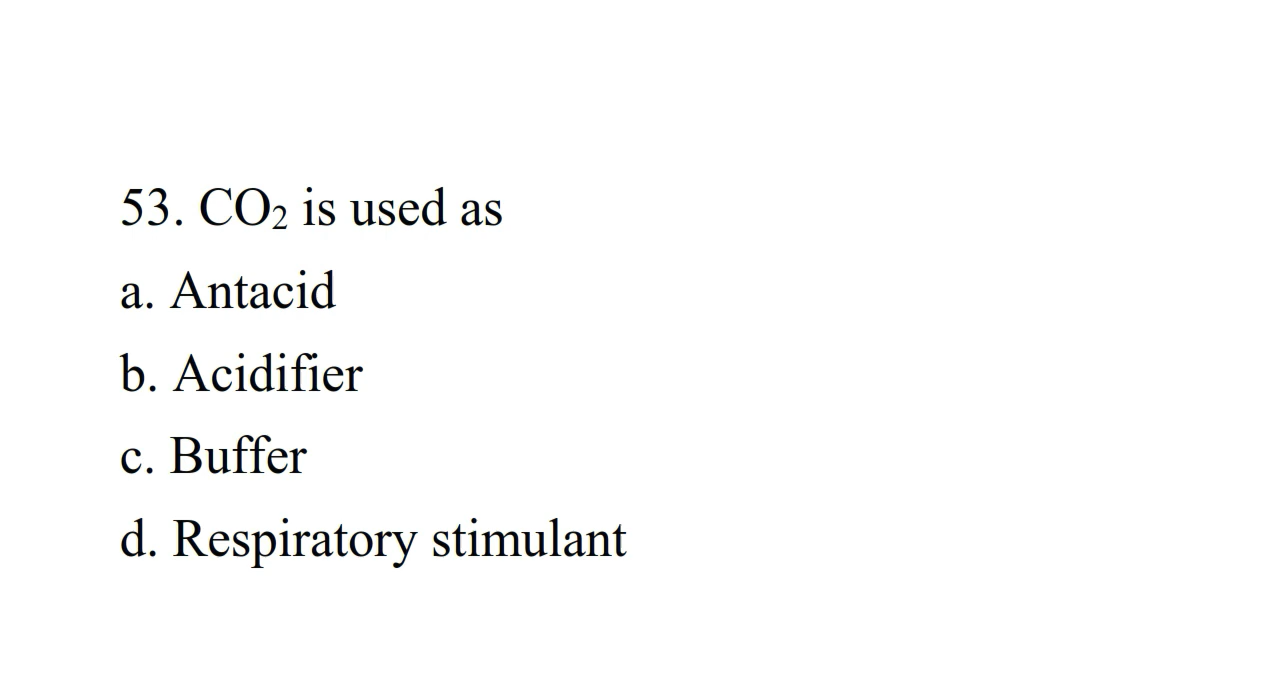 53. CO₂ is used as
a. Antacid
b. Acidifier
c. Buffer
d. Respiratory stimulant